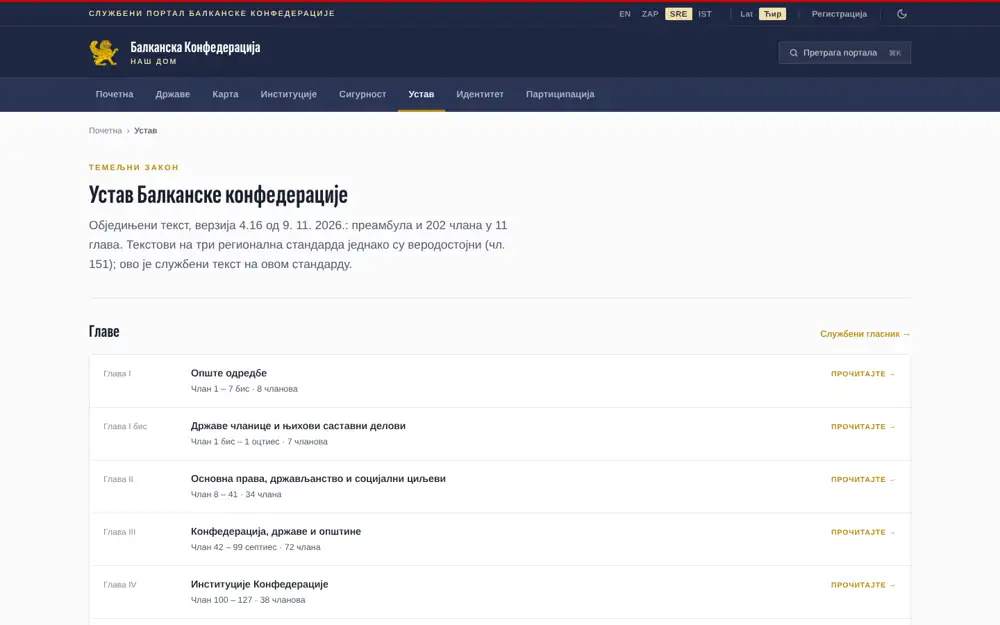 СЛУЖБЕНИ ПОРТАЛ БАЛКАНСКЕ КОНФЕДЕРАЦИЈЕ
EN ZAP SRE IST Lat Ћир Регистрација
Балканска Конфедерација
НАШ ДОМ
Претрага портала ⌘K
Почетна Државе Карта Институције Сигурност Устав Идентитет Партиципација
Почетна › Устав
ТЕМЕЉНИ ЗАКОН
Устав Балканске конфедерације
Обједињени текст, верзија 4.16 од 9. 11. 2026.: преамбула и 202 члана у 11
глава. Текстови на три регионална стандарда једнако су веродостојни (чл.
151); ово је службени текст на овом стандарду.
Главе
Службени гласник →
Глава I Опште одредбе ПРОЧИТАЈТЕ →
Члан 1 – 7 бис · 8 чланова
Глава I бис Државе чланице и њихови саставни делови ПРОЧИТАЈТЕ →
Члан 1 бис – 1 оцтиес · 7 чланова
Глава II Основна права, држављанство и социјални циљеви ПРОЧИТАЈТЕ →
Члан 8 – 41 · 34 члана
Глава III Конфедерација, државе и општине ПРОЧИТАЈТЕ →
Члан 42 – 99 септиес · 72 члана
Глава IV Институције Конфедерације ПРОЧИТАЈТЕ →
Члан 100 – 127 · 38 чланова